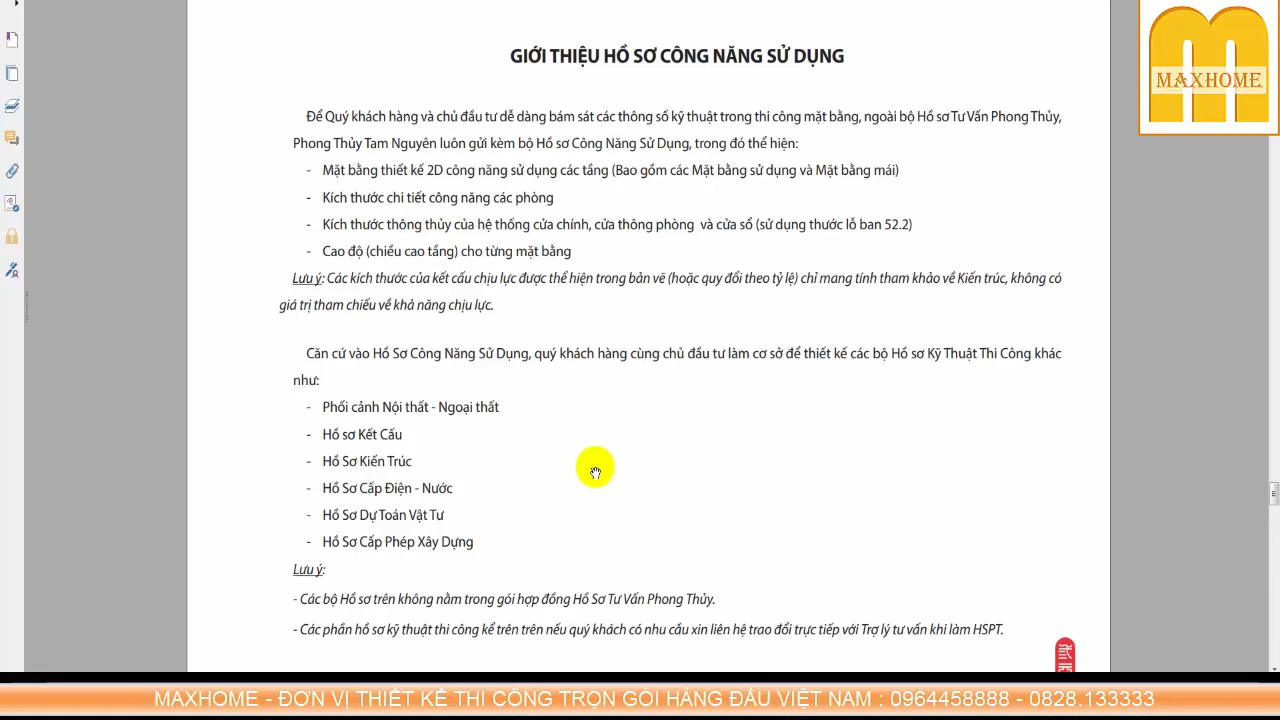 MAXHOME
GIỚI THIỆU HỒ SƠ CÔNG NĂNG SỬ DỤNG
Để Quý khách hàng và chủ đầu tư dễ dàng bám sát các thông số kỹ thuật trong thi công mặt bằng, ngoài bộ Hồ sơ Tư Vấn Phong Thủy,
Phong Thủy Tam Nguyên luôn gửi kèm bộ Hồ sơ Công Năng Sử Dụng, trong đó thể hiện:
- Mặt bằng thiết kế 2D công năng sử dụng các tầng (Bao gồm các Mặt bằng sử dụng và Mặt bằng mái)
- Kích thước chi tiết công năng các phòng
- Kích thước thông thủy của hệ thống cửa chính, cửa thông phòng và cửa sổ (sử dụng thước lỗ ban 52.2)
- Cao độ (chiều cao tầng) cho từng mặt bằng
Lưu ý: Các kích thước của kết cấu chịu lực được thể hiện trong bản vẽ (hoặc quy đổi theo tỷ lệ) chỉ mang tính tham khảo về Kiến trúc, không có
giá trị tham chiếu về khả năng chịu lực.
Căn cứ vào Hồ Sơ Công Năng Sử Dụng, quý khách hàng cùng chủ đầu tư làm cơ sở để thiết kế các bộ Hồ sơ Kỹ Thuật Thi Công khác
như:
- Phối cảnh Nội thất - Ngoại thất
- Hồ sơ Kết Cấu
- Hồ Sơ Kiến Trúc
- Hồ Sơ Cấp Điện - Nước
- Hồ Sơ Dự Toán Vật Tư
- Hồ Sơ Cấp Phép Xây Dựng
Lưu ý:
- Các bộ Hồ sơ trên không nằm trong gói hợp đồng Hồ Sơ Tư Vấn Phong Thủy.
- Các phần hồ sơ kỹ thuật thi công kể trên trên nếu quý khách có nhu cầu xin liên hệ trao đổi trực tiếp với Trợ lý tư vấn khi làm HSPT.
MAXHOME - ĐƠN VỊ THIẾT KẾ THI CÔNG TRỌN GÓI HÀNG ĐẦU VIỆT NAM : 0964458888 - 0828.133333